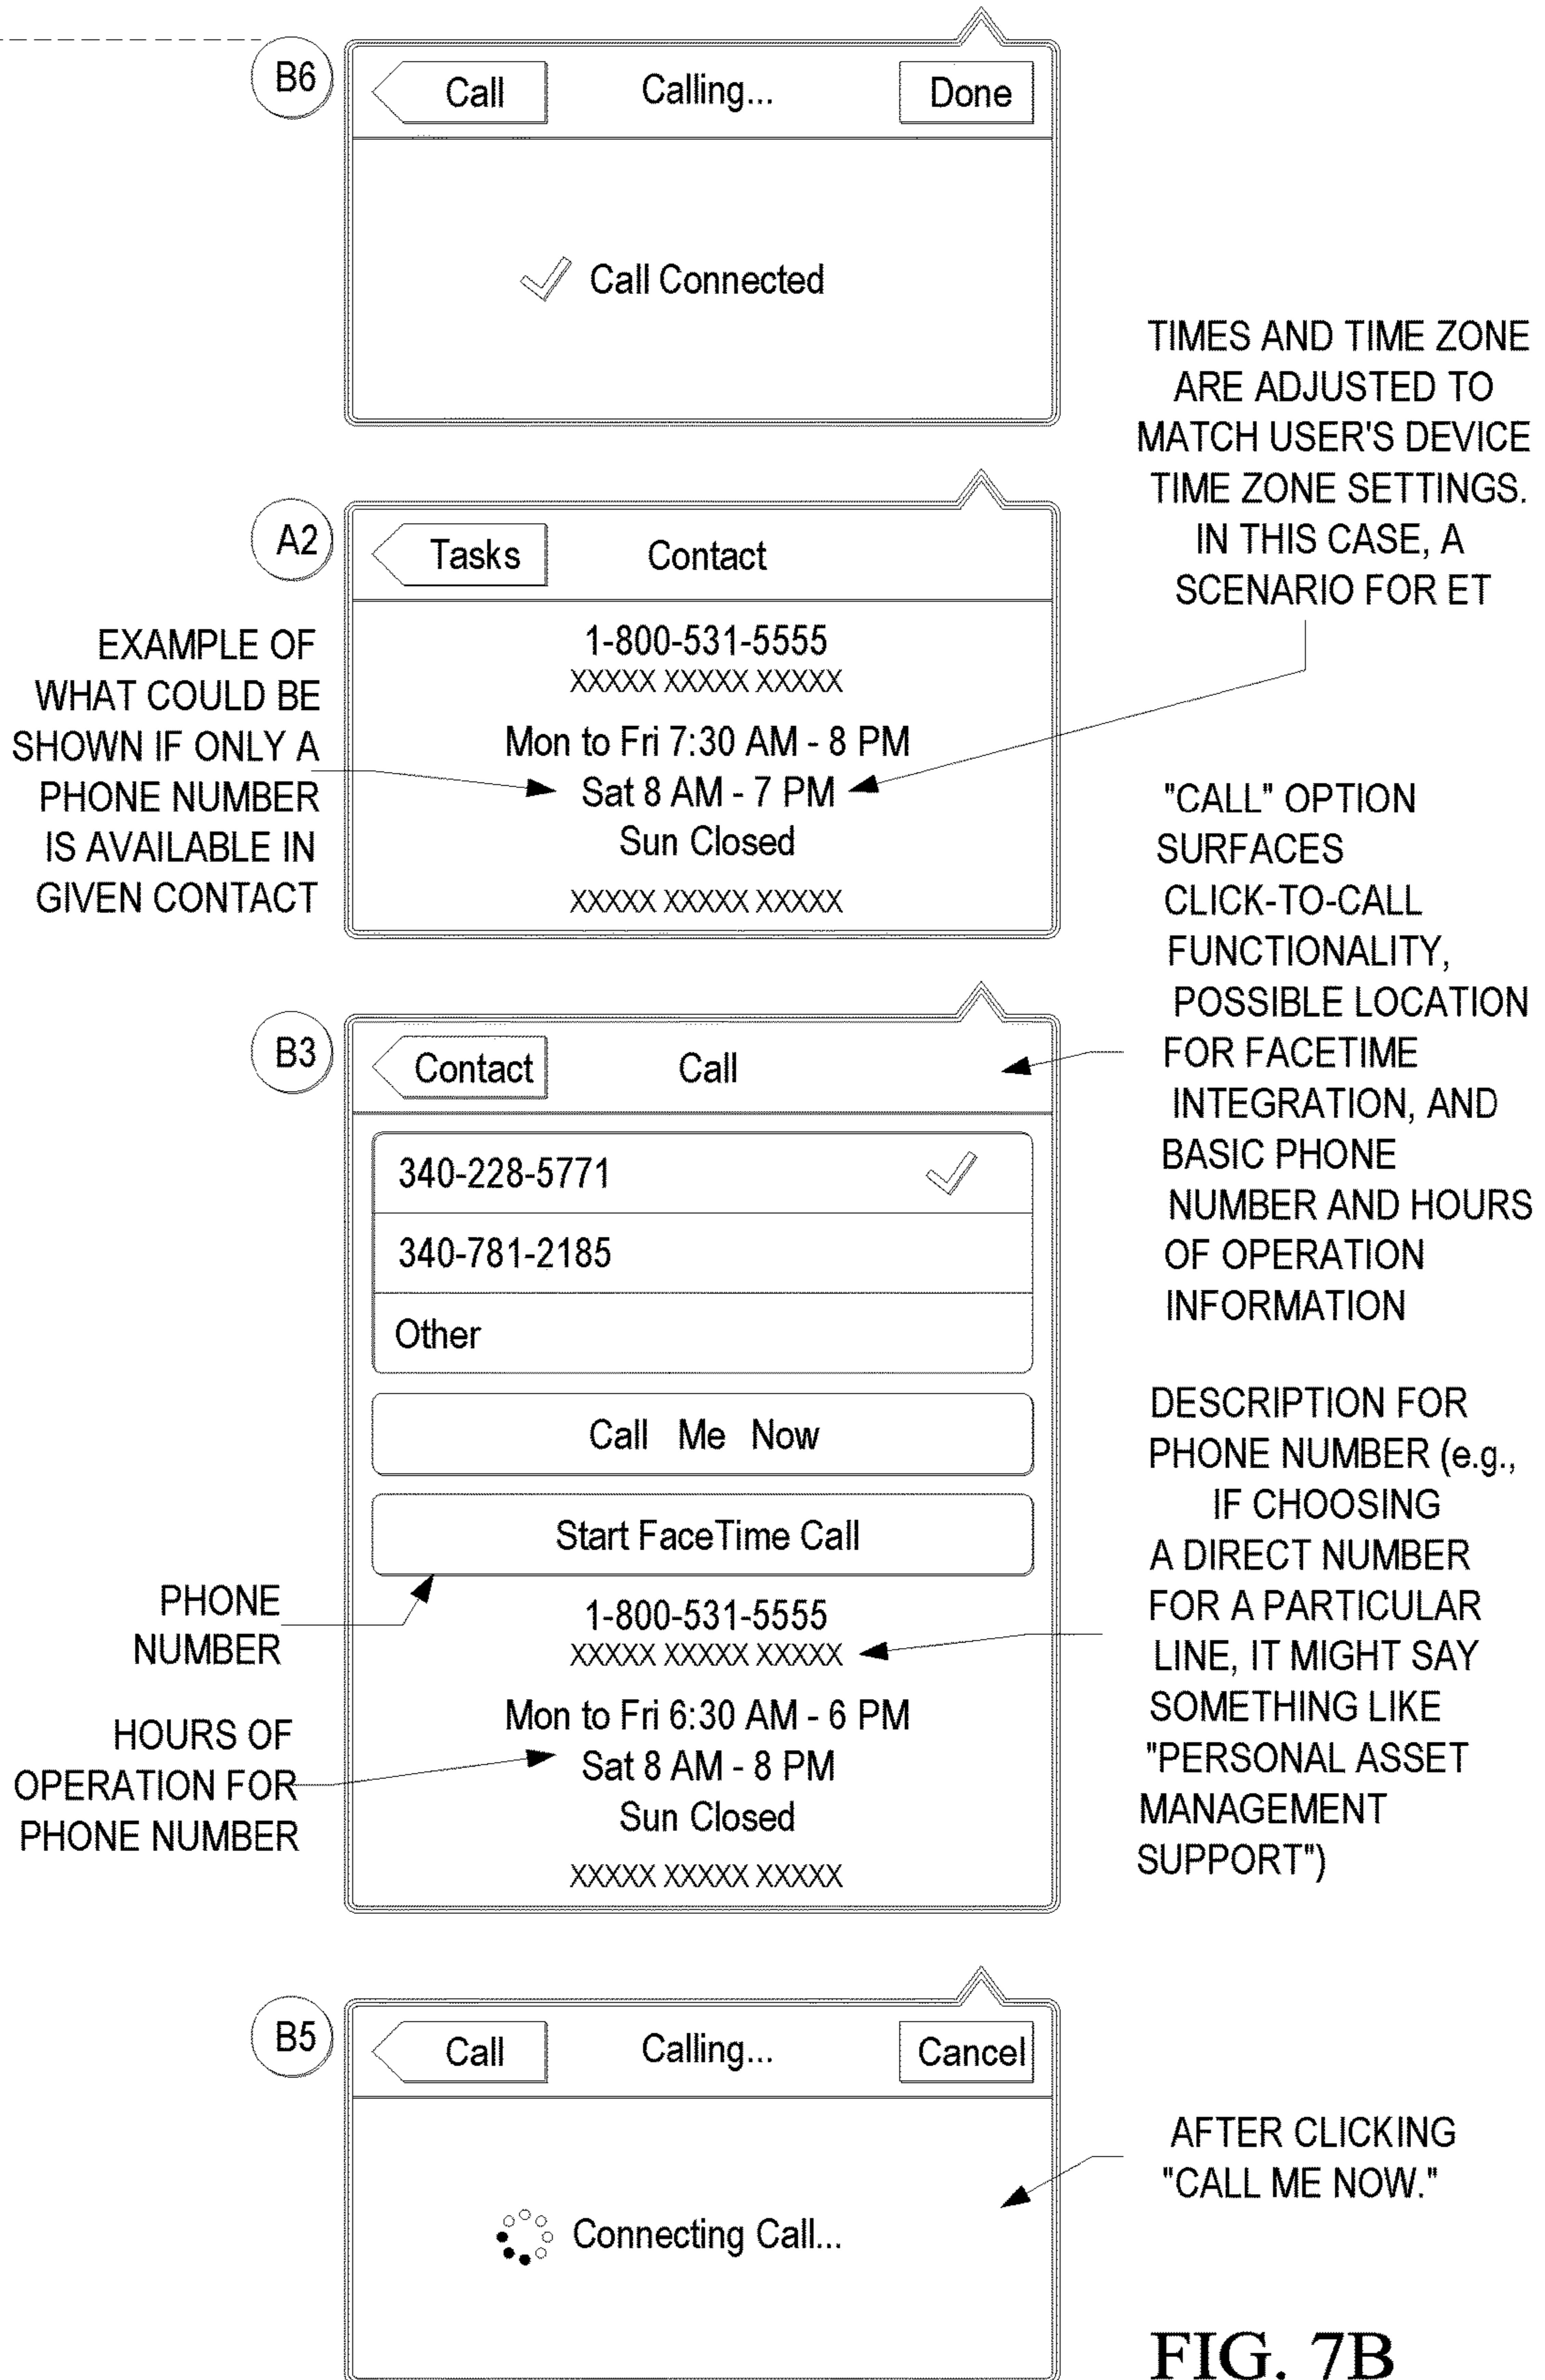 B6
Call
Calling...
Done
Call Connected
TIMES AND TIME ZONE
ARE ADJUSTED TO
MATCH USER'S DEVICE
TIME ZONE SETTINGS.
IN THIS CASE, A
SCENARIO FOR ET
A2
Tasks
Contact
1-800-531-5555
XXXXX XXXXX XXXXX
Mon to Fri 7:30 AM - 8 PM
Sat 8 AM - 7 PM
Sun Closed
XXXXX XXXXX XXXXX
EXAMPLE OF
WHAT COULD BE
SHOWN IF ONLY A
PHONE NUMBER
IS AVAILABLE IN
GIVEN CONTACT
"CALL" OPTION
SURFACES
CLICK-TO-CALL
FUNCTIONALITY,
POSSIBLE LOCATION
FOR FACETIME
INTEGRATION, AND
BASIC PHONE
NUMBER AND HOURS
OF OPERATION
INFORMATION
B3
Contact
Call
340-228-5771
340-781-2185
Other
Call Me Now
Start FaceTime Call
1-800-531-5555
XXXXX XXXXX XXXXX
Mon to Fri 6:30 AM - 6 PM
Sat 8 AM - 8 PM
Sun Closed
XXXXX XXXXX XXXXX
PHONE
NUMBER
HOURS OF
OPERATION FOR
PHONE NUMBER
DESCRIPTION FOR
PHONE NUMBER (e.g.,
IF CHOOSING
A DIRECT NUMBER
FOR A PARTICULAR
LINE, IT MIGHT SAY
SOMETHING LIKE
"PERSONAL ASSET
MANAGEMENT
SUPPORT")
B5
Call
Calling...
Cancel
Connecting Call...
AFTER CLICKING
"CALL ME NOW."
FIG. 7B